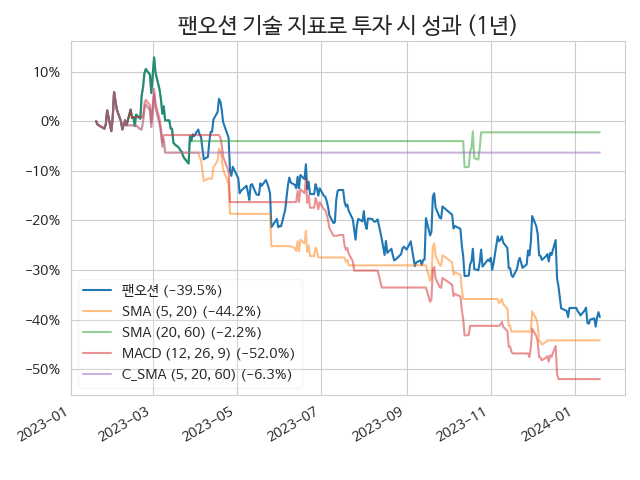 팬오션 기술 지표로 투자 시 성과 (1년)
10%
0%
−10%
−20%
−30%
−40%
−50%
팬오션 (−39.5%)
SMA (5, 20) (−44.2%)
SMA (20, 60) (−2.2%)
MACD (12, 26, 9) (−52.0%)
C_SMA (5, 20, 60) (−6.3%)
2023−01
2023−03
2023−05
2023−07
2023−09
2023−11
2024−01